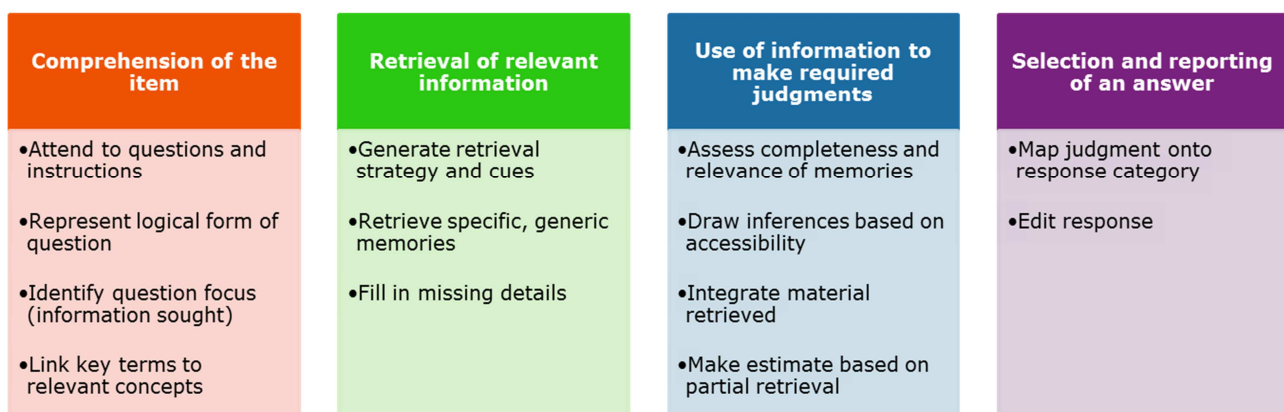 Comprehension of the
item
•Attend to questions and
instructions
•Represent logical form of
question
•Identify question focus
(information sought)
•Link key terms to
relevant concepts
Retrieval of relevant
information
•Generate retrieval
strategy and cues
•Retrieve specific, generic
memories
•Fill in missing details
Use of information to
make required
judgments
•Assess completeness and
relevance of memories
•Draw inferences based on
accessibility
•Integrate material
retrieved
•Make estimate based on
partial retrieval
Selection and reporting
of an answer
•Map judgment onto
response category
•Edit response